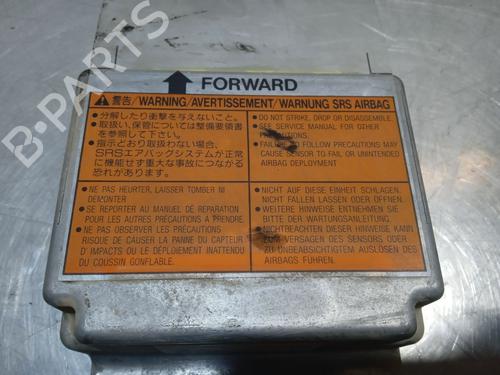 B-PARTS
FORWARD
警告/WARNING/AVERTISSEMENT/WARNUNG SRS AIRBAG
●分解したり衝撃を与えないこと。
●取扱い、保管については整備要領書
を参照して下さい。
●指示どおり取扱わない場合、
SRSエアバックシステムが正常
に機能せず重大な事故につながる
恐れがあります。
● DO NOT STRIKE, DROP OR DISASSEMBLE.
● SEE SERVICE MANUAL FOR OTHER
PRECAUTIONS.
● FAILURE TO FOLLOW PRECAUTIONS MAY
CAUSE SENSOR TO FAIL OR UNINTENDED
AIRBAG DEPLOYMENT
● NE PAS HEURTER, LAISSER TOMBER NI
DEMONTER
● SE REPORTER AU MANUEL DE RÉPARATION
POUR LES AUTRES PRÉCAUTIONS À PRENDRE.
● NE PAS OBSERVER LES PRÉCAUTIONS
RISQUE DE CAUSER LA PANNE DU CAPTEUR
D' IMPACTS OU LE DÉPLOIEMENT INATTENDU
DU COUSSIN GONFLABLE.
● NICHT AUF DIESE EINHEIT SCHLAGEN,
NICHT FALLEN LASSEN ODER ÖFFNEN.
● WEITERE HINWEISE ENTNEHMEN SIE
BITTE DER WARTUNGSANLEITUNG.
● NICHTBEACHTEN DIESER HINWEISE KANN
ZUM VERSAGEN DES SENSORS ODER
ZU UNBEABSICHTIGTEM AUSLÖSEN DES
AIRBAGS FÜHREN.